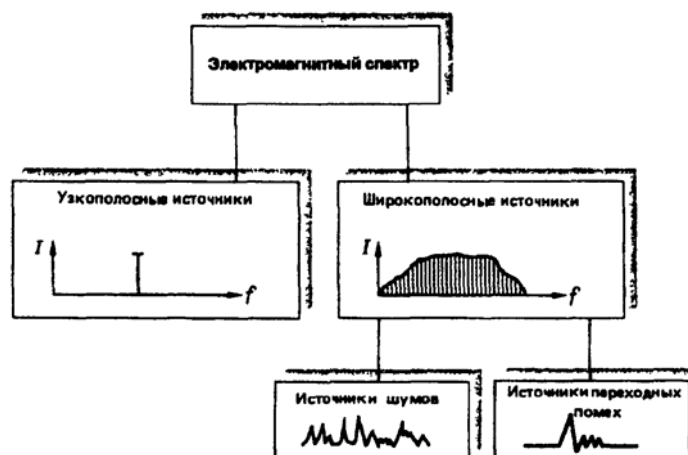 Электромагнитный спектр
Узкополосные источники
I
f
Широкополосные источники
I
f
Источники шумов
Источники переходных
помех